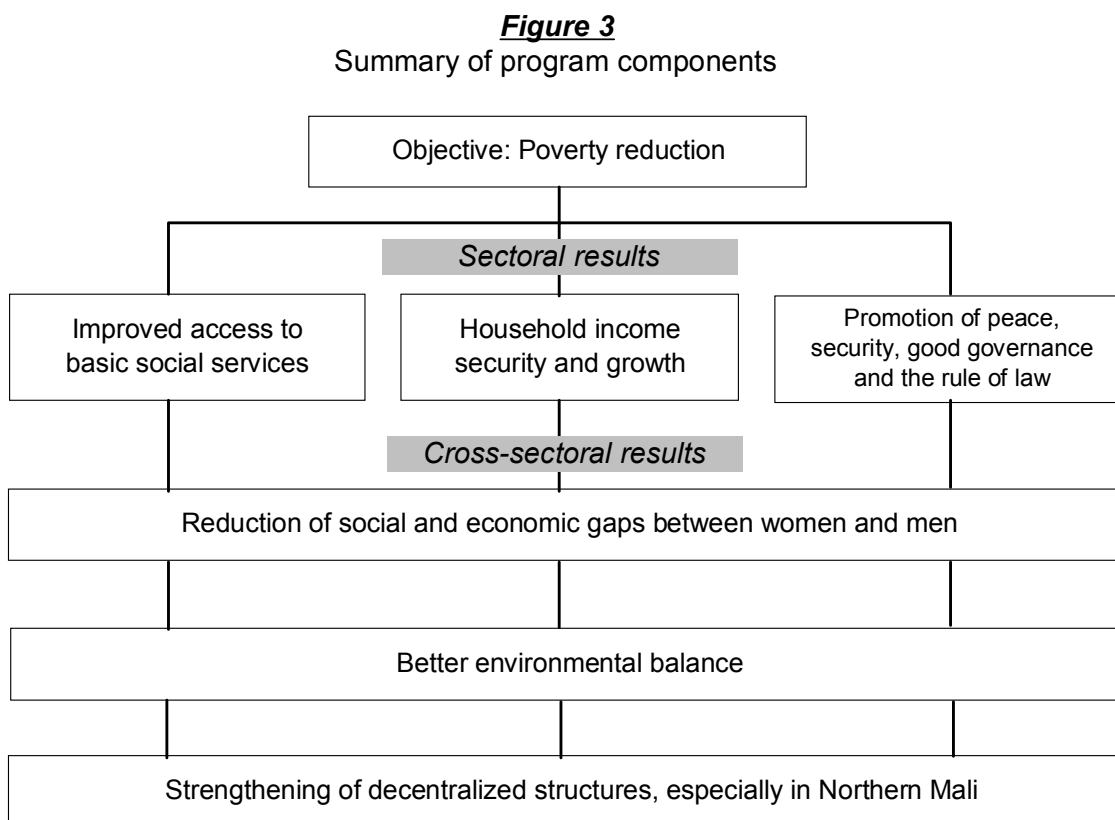 Figure 3
Summary of program components
Objective: Poverty reduction
Sectoral results
Improved access to
basic social services
Household income
security and growth
Promotion of peace,
security, good governance
and the rule of law
Cross-sectoral results
Reduction of social and economic gaps between women and men
Better environmental balance
Strengthening of decentralized structures, especially in Northern Mali